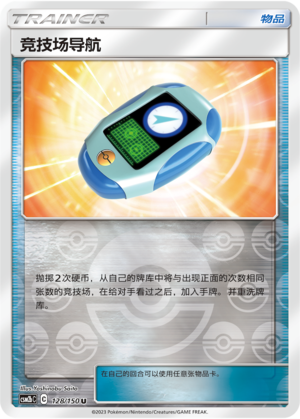 TRAINER
物品
竞技场导航
抛掷2次硬币，从自己的牌库中将与出现正面的次数相同
张数的竞技场，在给对手看过之后，加入手牌。并重洗牌
库。
Illus. Yoshinobu Saito
CSM2b C G 128/150 U
在自己的回合可以使用任意张物品卡。
©2023 Pokémon/Nintendo/Creatures/GAME FREAK.